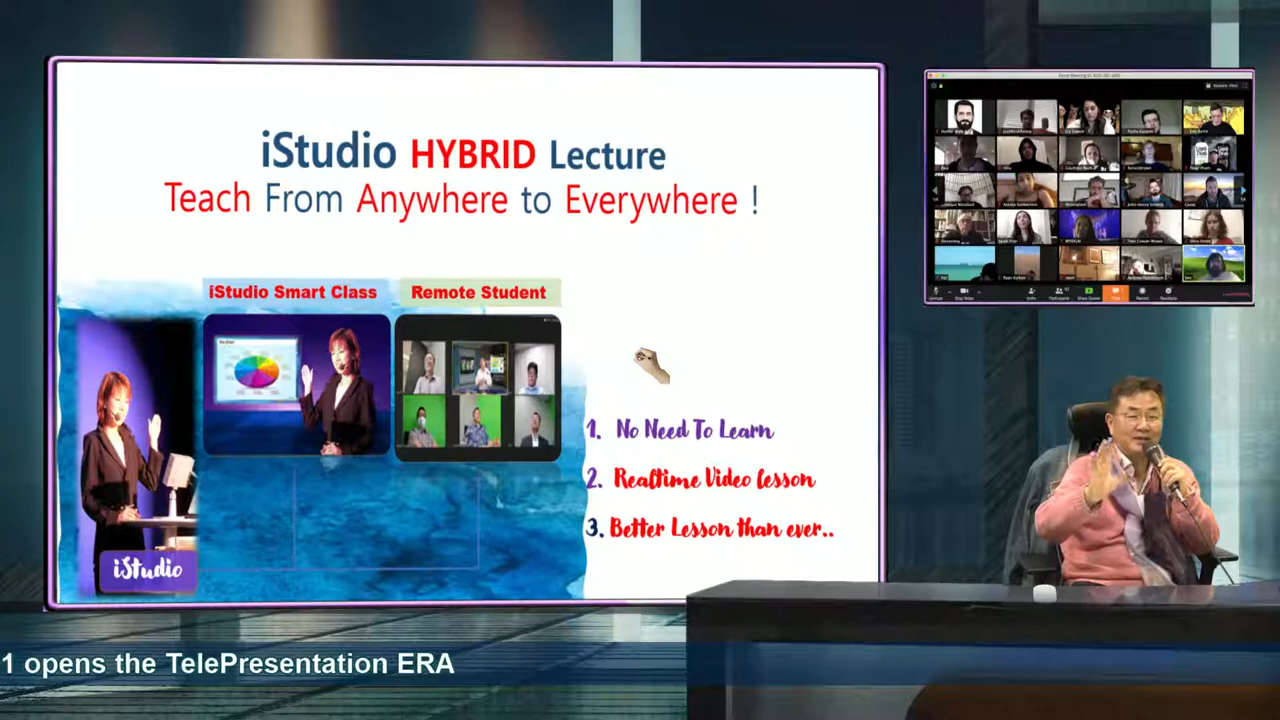 iStudio HYBRID Lecture
Teach From Anywhere to Everywhere !
iStudio Smart Class
Remote Student
1. No Need To Learn
2. Realtime Video lesson
3. Better Lesson than ever..
iStudio
1 opens the TelePresentation ERA